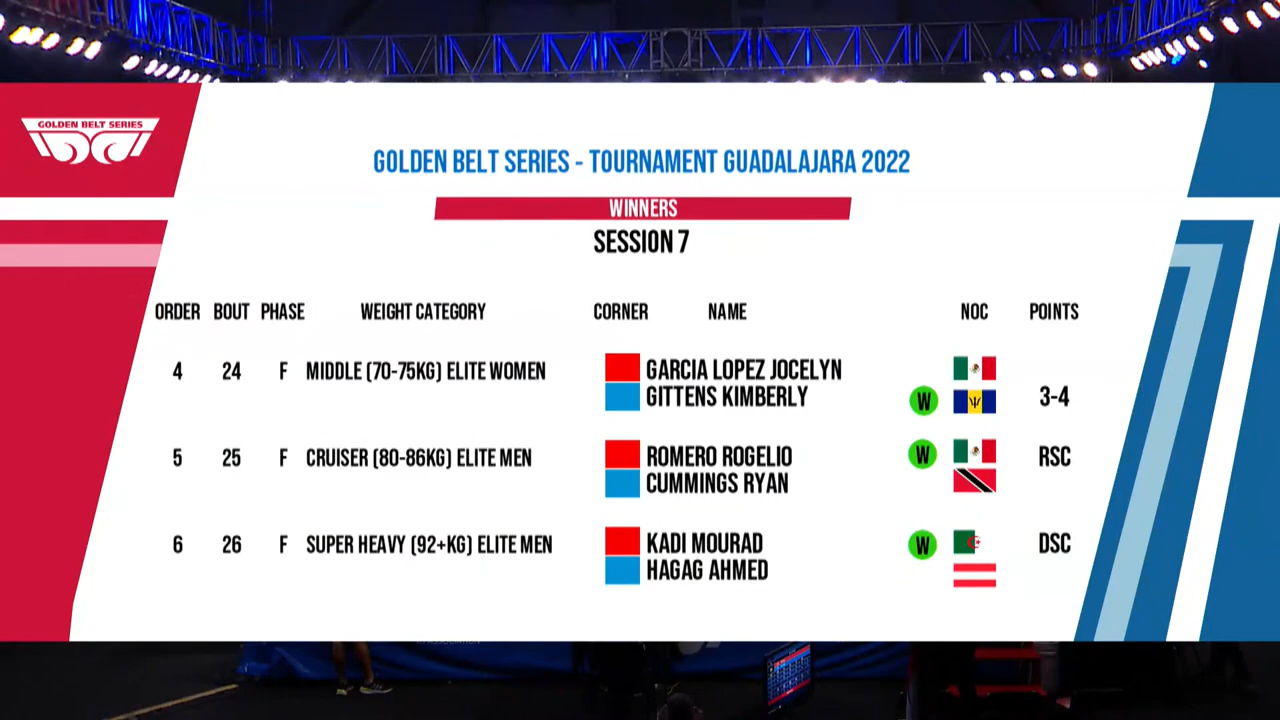 GOLDEN BELT SERIES
GOLDEN BELT SERIES - TOURNAMENT GUADALAJARA 2022
WINNERS
SESSION 7
ORDER BOUT PHASE WEIGHT CATEGORY CORNER NAME NOC POINTS
4 24 F MIDDLE (70-75KG) ELITE WOMEN GARCIA LOPEZ JOCELYN
GITTENS KIMBERLY W 3-4
5 25 F CRUISER (80-86KG) ELITE MEN ROMERO ROGELIO W RSC
CUMMINGS RYAN
6 26 F SUPER HEAVY (92+KG) ELITE MEN KADI MOURAD W DSC
HAGAG AHMED